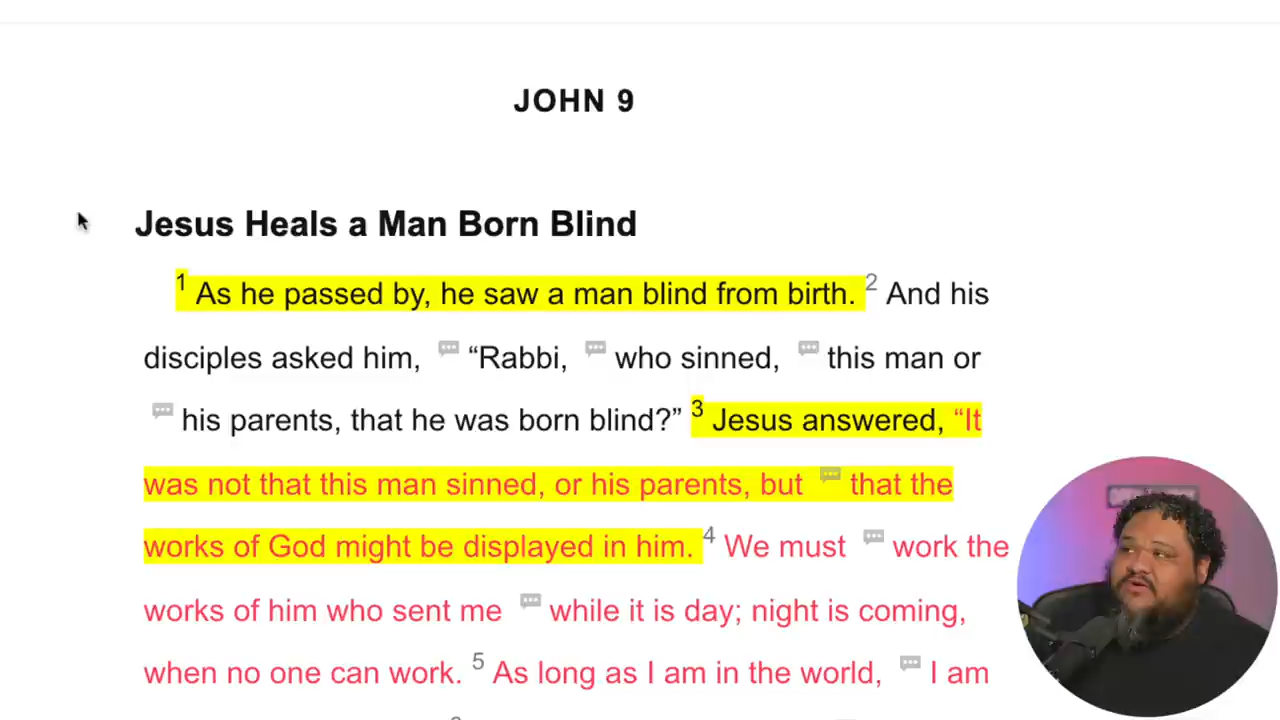 JOHN 9
Jesus Heals a Man Born Blind
1 As he passed by, he saw a man blind from birth. 2 And his
disciples asked him, “Rabbi, who sinned, this man or
his parents, that he was born blind?” 3 Jesus answered, “It
was not that this man sinned, or his parents, but that the
works of God might be displayed in him. 4 We must work the
works of him who sent me while it is day; night is coming,
when no one can work. 5 As long as I am in the world, I am